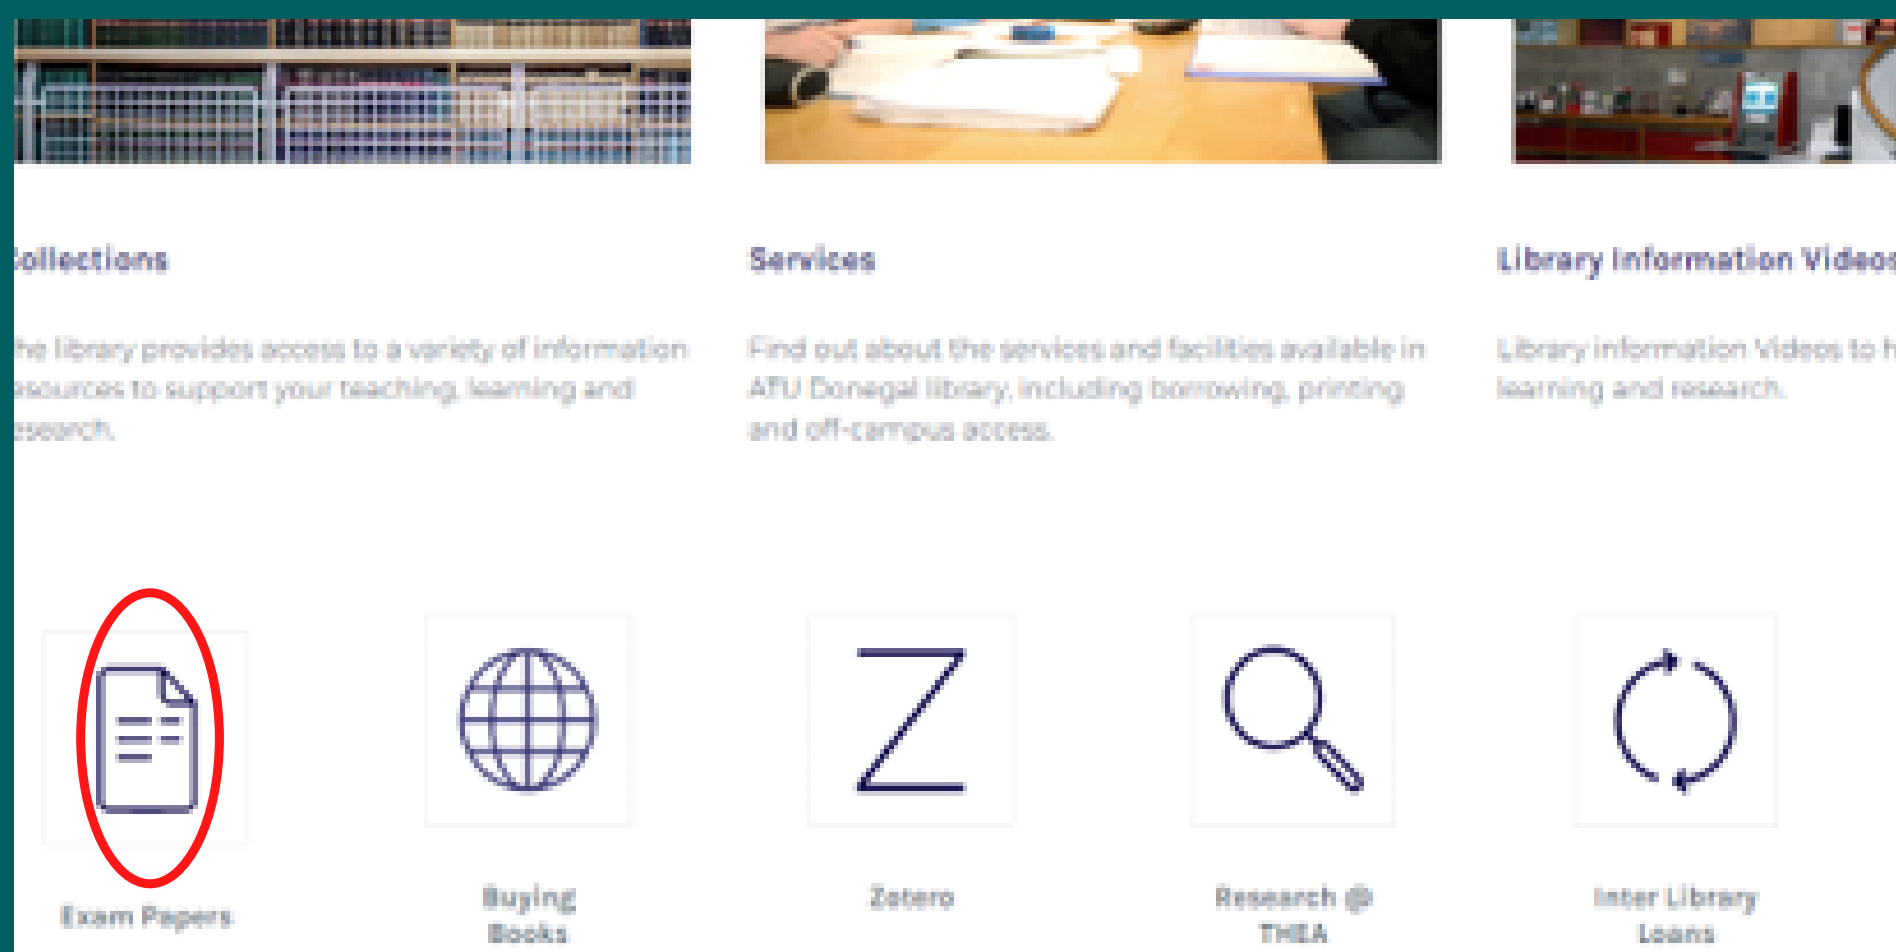 ollections
Services
Library Information Videos
he library provides access to a variety of information
esources to support your teaching, learning and
esearch.
Find out about the services and facilities available in
ATU Donegal library, including borrowing, printing
and off-campus access.
Library information Videos to h
learning and research.
Exam Papers
Buying
Books
Zotero
Research @
THEA
Inter Library
Loans